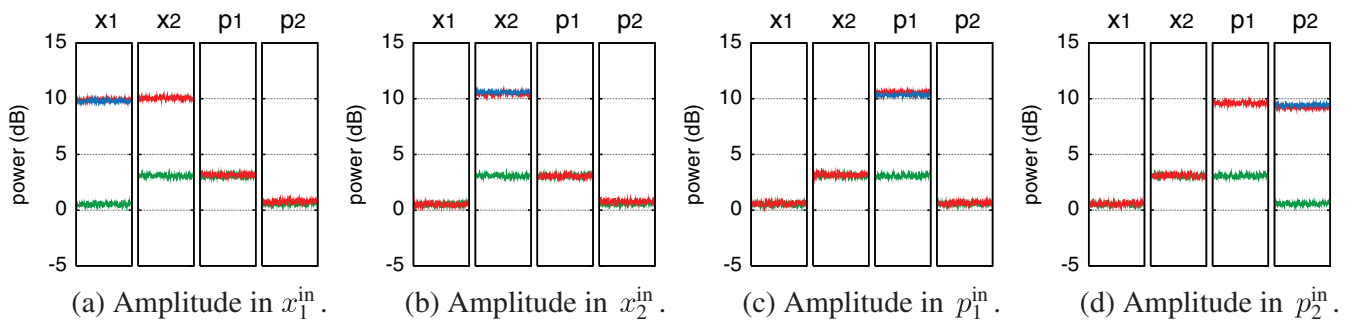 x1 x2 p1 p2 x1 x2 p1 p2 x1 x2 p1 p2 x1 x2 p1 p2
15 15 15 15
10 10 10 10
5 5 5 5
0 0 0 0
-5 -5 -5 -5
power (dB) power (dB) power (dB) power (dB)
(a) Amplitude in x₁ⁱⁿ. (b) Amplitude in x₂ⁱⁿ. (c) Amplitude in p₁ⁱⁿ. (d) Amplitude in p₂ⁱⁿ.